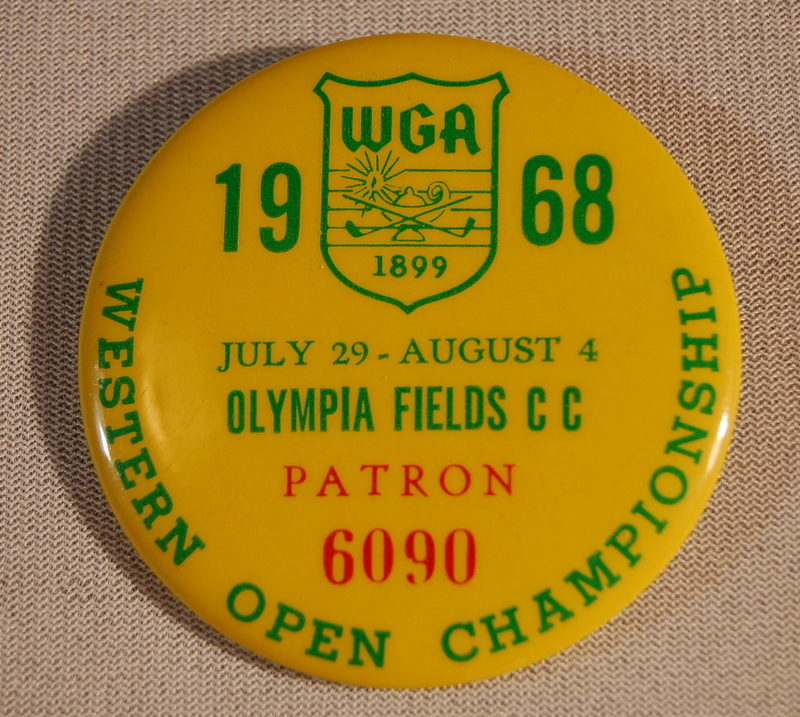 WGA
19 68
1899
JULY 29 - AUGUST 4
OLYMPIA FIELDS C C
PATRON
6090
WESTERN OPEN CHAMPIONSHIP